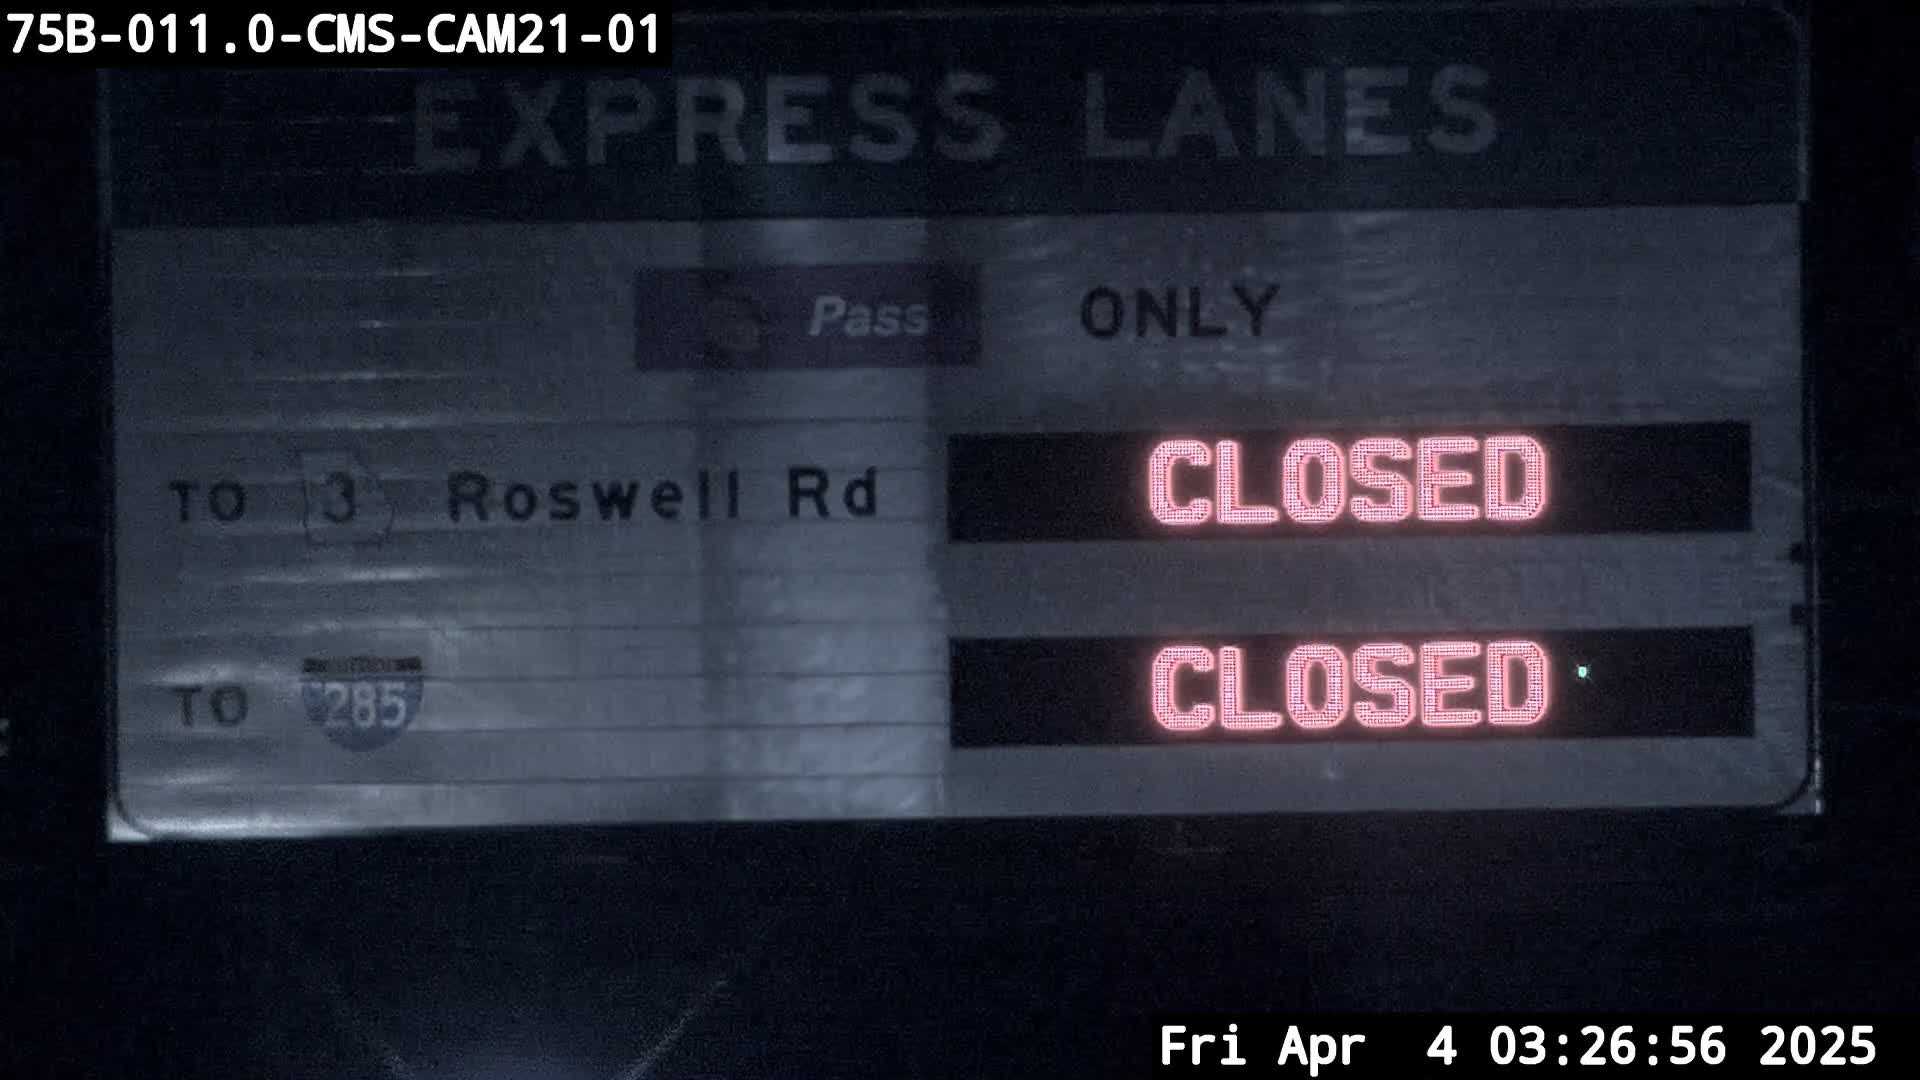 75B-011.0-CMS-CAM21-01
EXPRESS LANES
Pass ONLY
TO 3 Roswell Rd CLOSED
TO 285 CLOSED
Fri Apr 4 03:26:56 2025